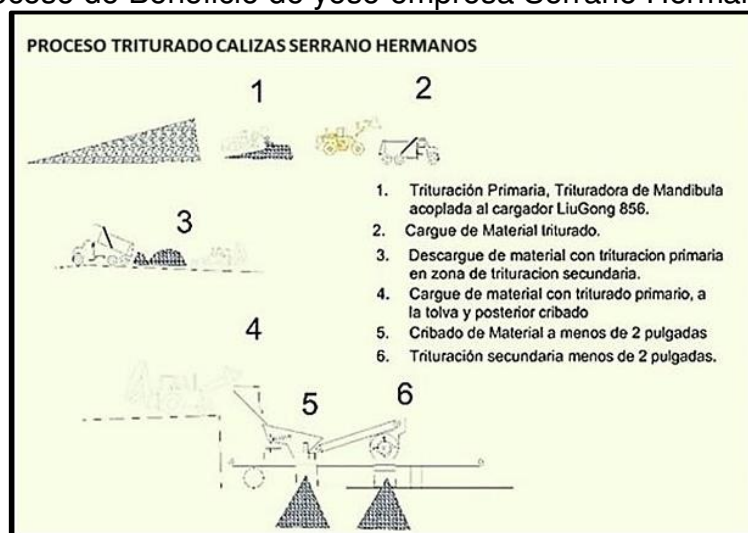 PROCESO TRITURADO CALIZAS SERRANO HERMANOS
1
2
1. Trituración Primaria, Trituradora de Mandibula
acoplada al cargador LiuGong 856.
2. Cargue de Material triturado.
3
3. Descargue de material con trituracion primaria
en zona de trituracion secundaria.
4. Cargue de material con triturado primario, a
la tolva y posterior cribado
5. Cribado de Material a menos de 2 pulgadas
6. Trituración secundaria menos de 2 pulgadas.
4
5
6